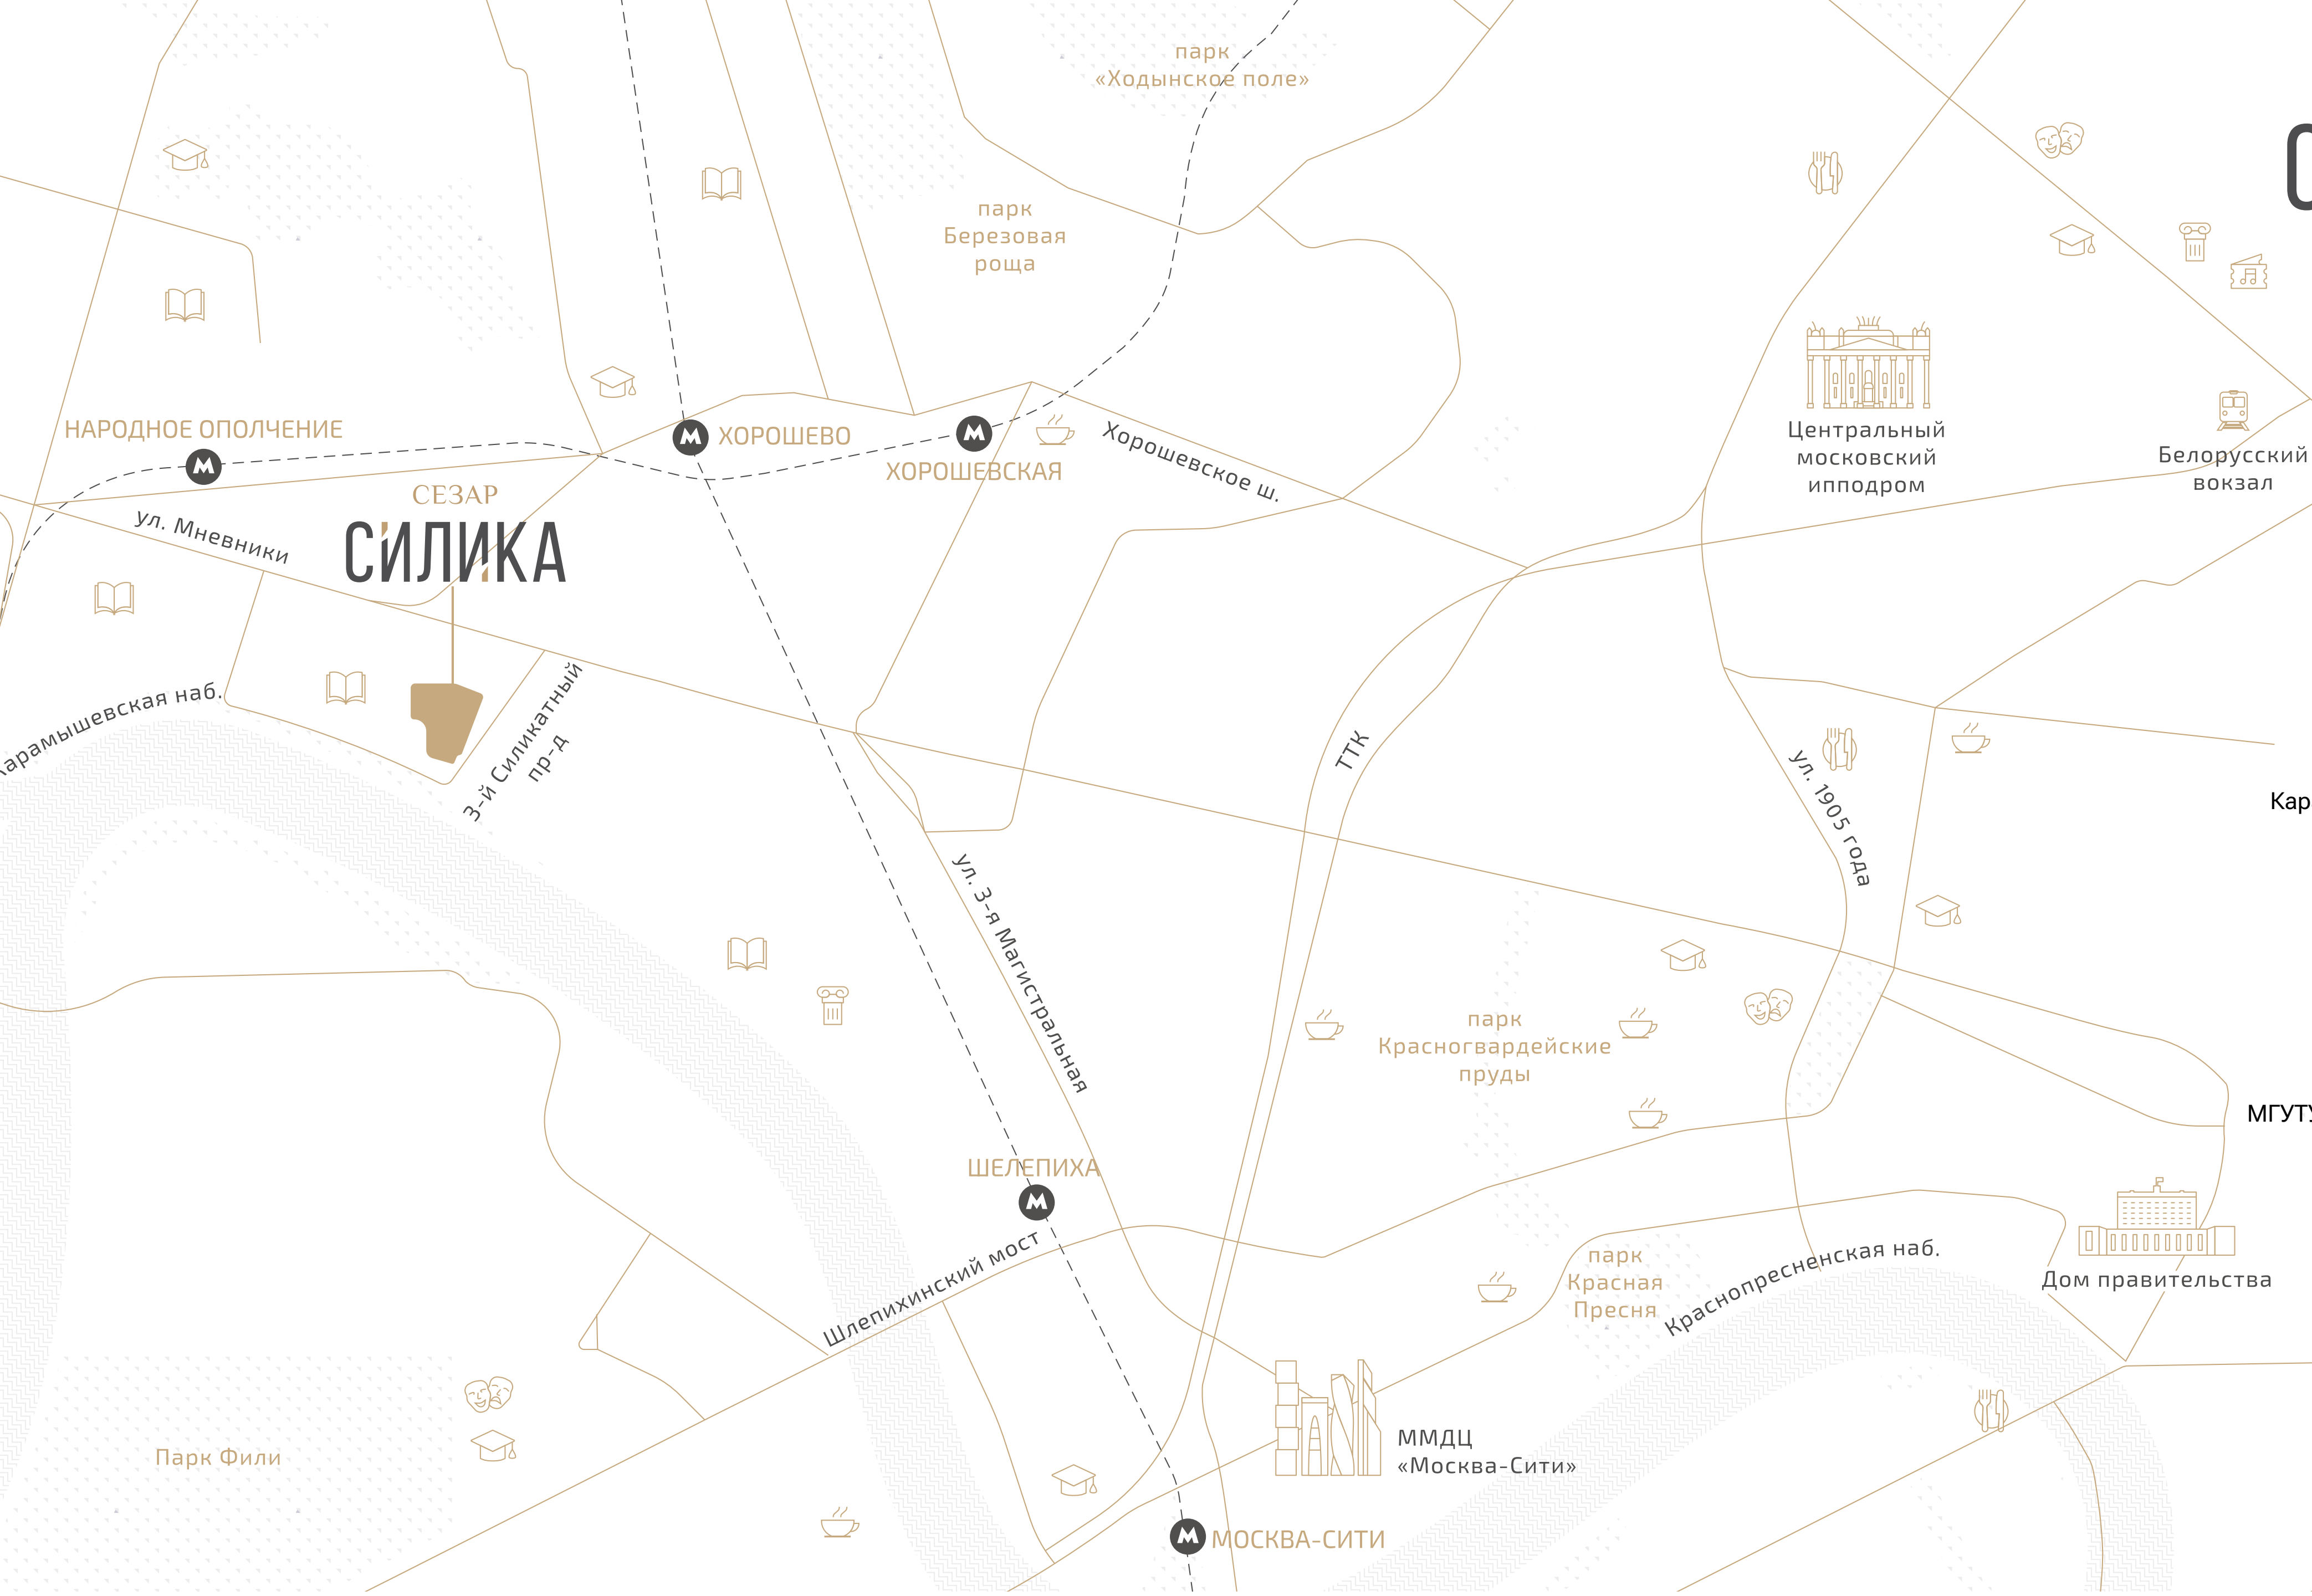 парк
«Ходынское поле»
парк
Березовая
роща
НАРОДНОЕ ОПОЛЧЕНИЕ
ХОРОШЕВО
ХОРОШЕВСКАЯ
Хорошевское ш.
Центральный
московский
ипподром
Белорусский
вокзал
СЕЗАР
СИЛИКА
ул. Мневники
Карамышевская наб.
3-й Силикатный
пр-д
ТТК
ул. 1905 года
ул. 3-я Магистральная
парк
Красногвардейские
пруды
МГУТУ
ШЕЛЕПИХА
Шлепихинский мост
парк
Красная
Пресня
Краснопресненская наб.
Дом правительства
Парк Фили
ММДЦ
«Москва-Сити»
МОСКВА-СИТИ